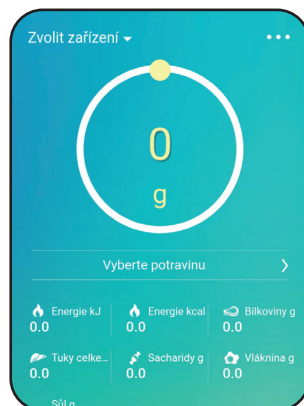 Zvolit zařízení
0
g
Vyberte potravinu
Energie kJ
0.0
Energie kcal
0.0
Bílkoviny g
0.0
Tuky celke...
0.0
Sacharidy g
0.0
Vláknina g
0.0
Sůl g